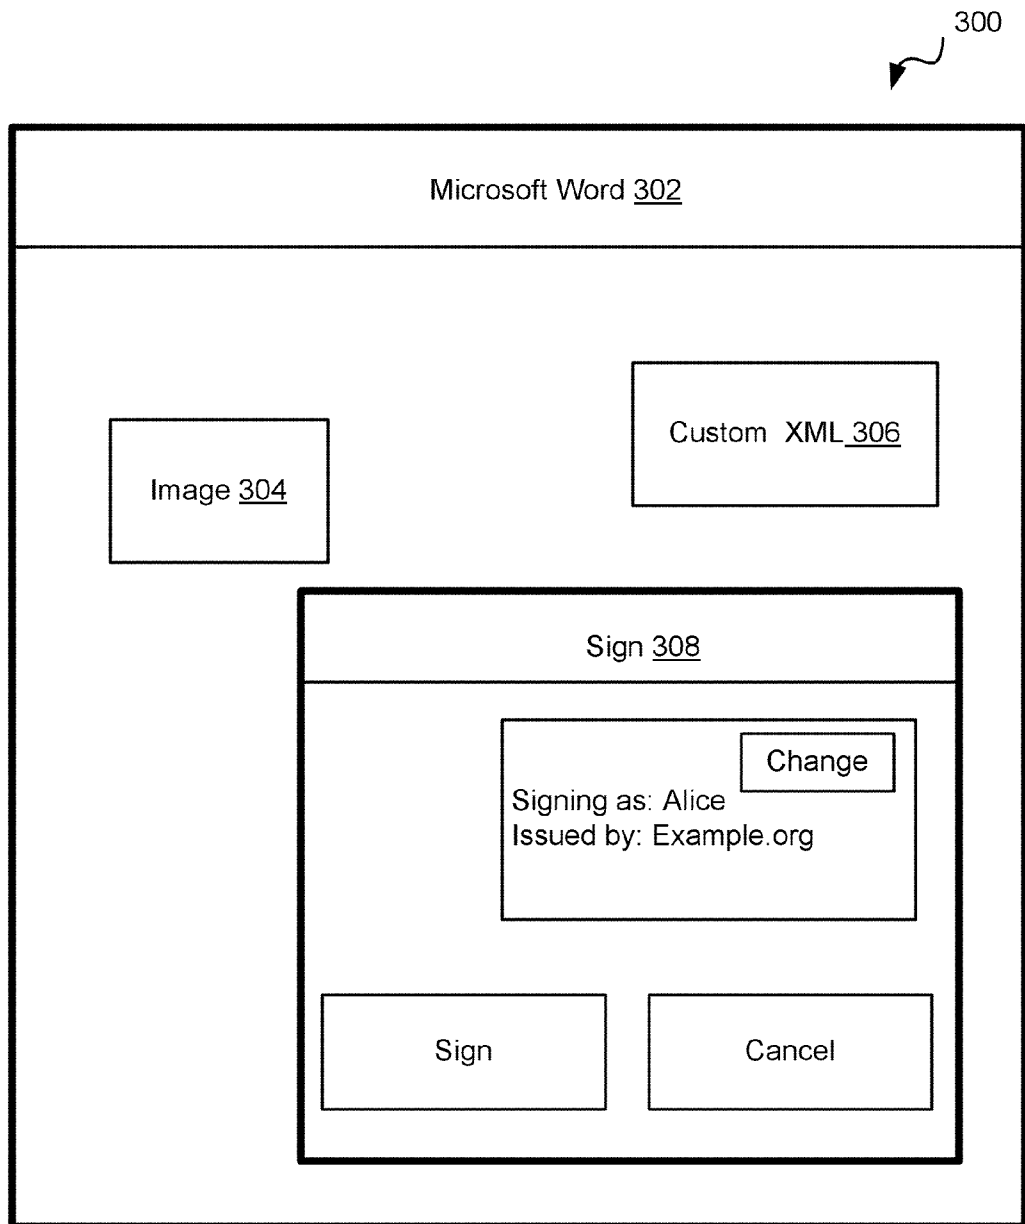 300
Microsoft Word 302
Custom XML 306
Image 304
Sign 308
Change
Signing as: Alice
Issued by: Example.org
Sign
Cancel